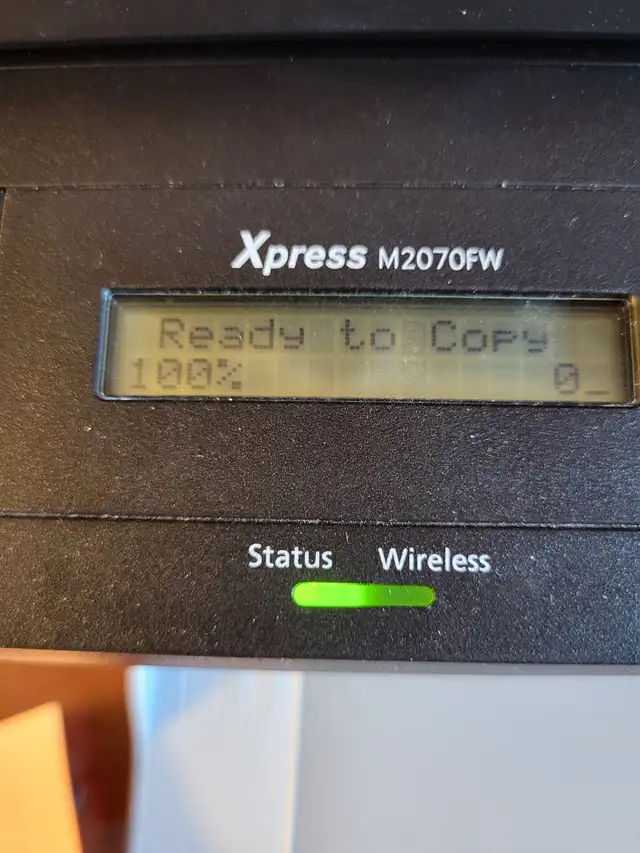 Xpress M2070FW
Ready to Copy
100% 0_
Status Wireless